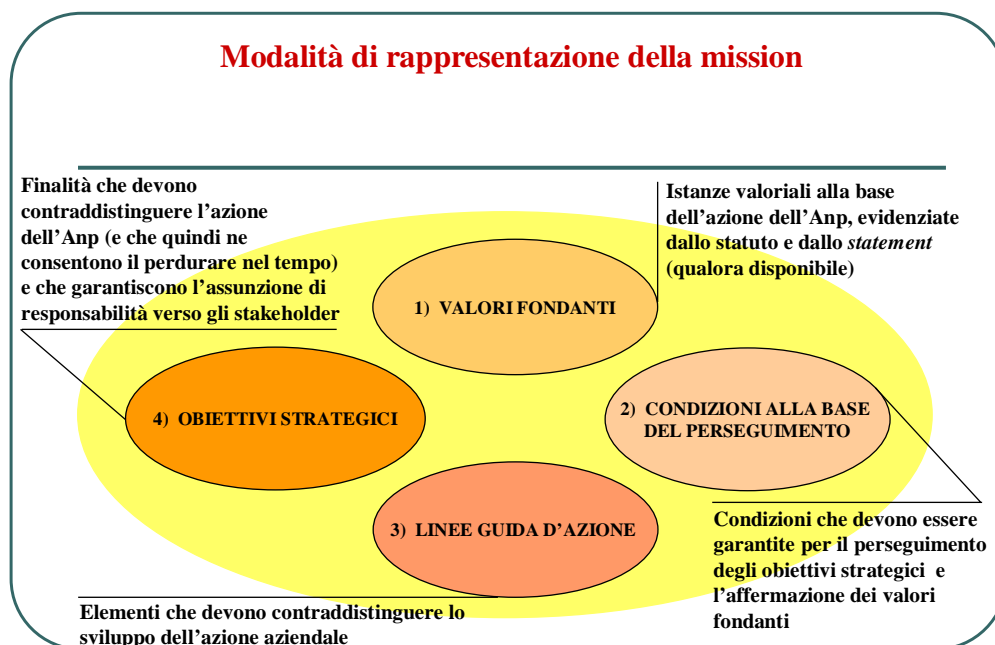 Modalità di rappresentazione della mission
Finalità che devono
contraddistinguere l’azione
dell’Anp (e che quindi ne
consentono il perdurare nel tempo)
e che garantiscono l’assunzione di
responsabilità verso gli stakeholder
Istanze valoriali alla base
dell’azione dell’Anp, evidenziate
dallo statuto e dallo statement
(qualora disponibile)
1) VALORI FONDANTI
4) OBIETTIVI STRATEGICI
2) CONDIZIONI ALLA BASE
DEL PERSEGUIMENTO
3) LINEE GUIDA D’AZIONE
Condizioni che devono essere
garantite per il perseguimento
degli obiettivi strategici e
l’affermazione dei valori
fondanti
Elementi che devono contraddistinguere lo
sviluppo dell’azione aziendale